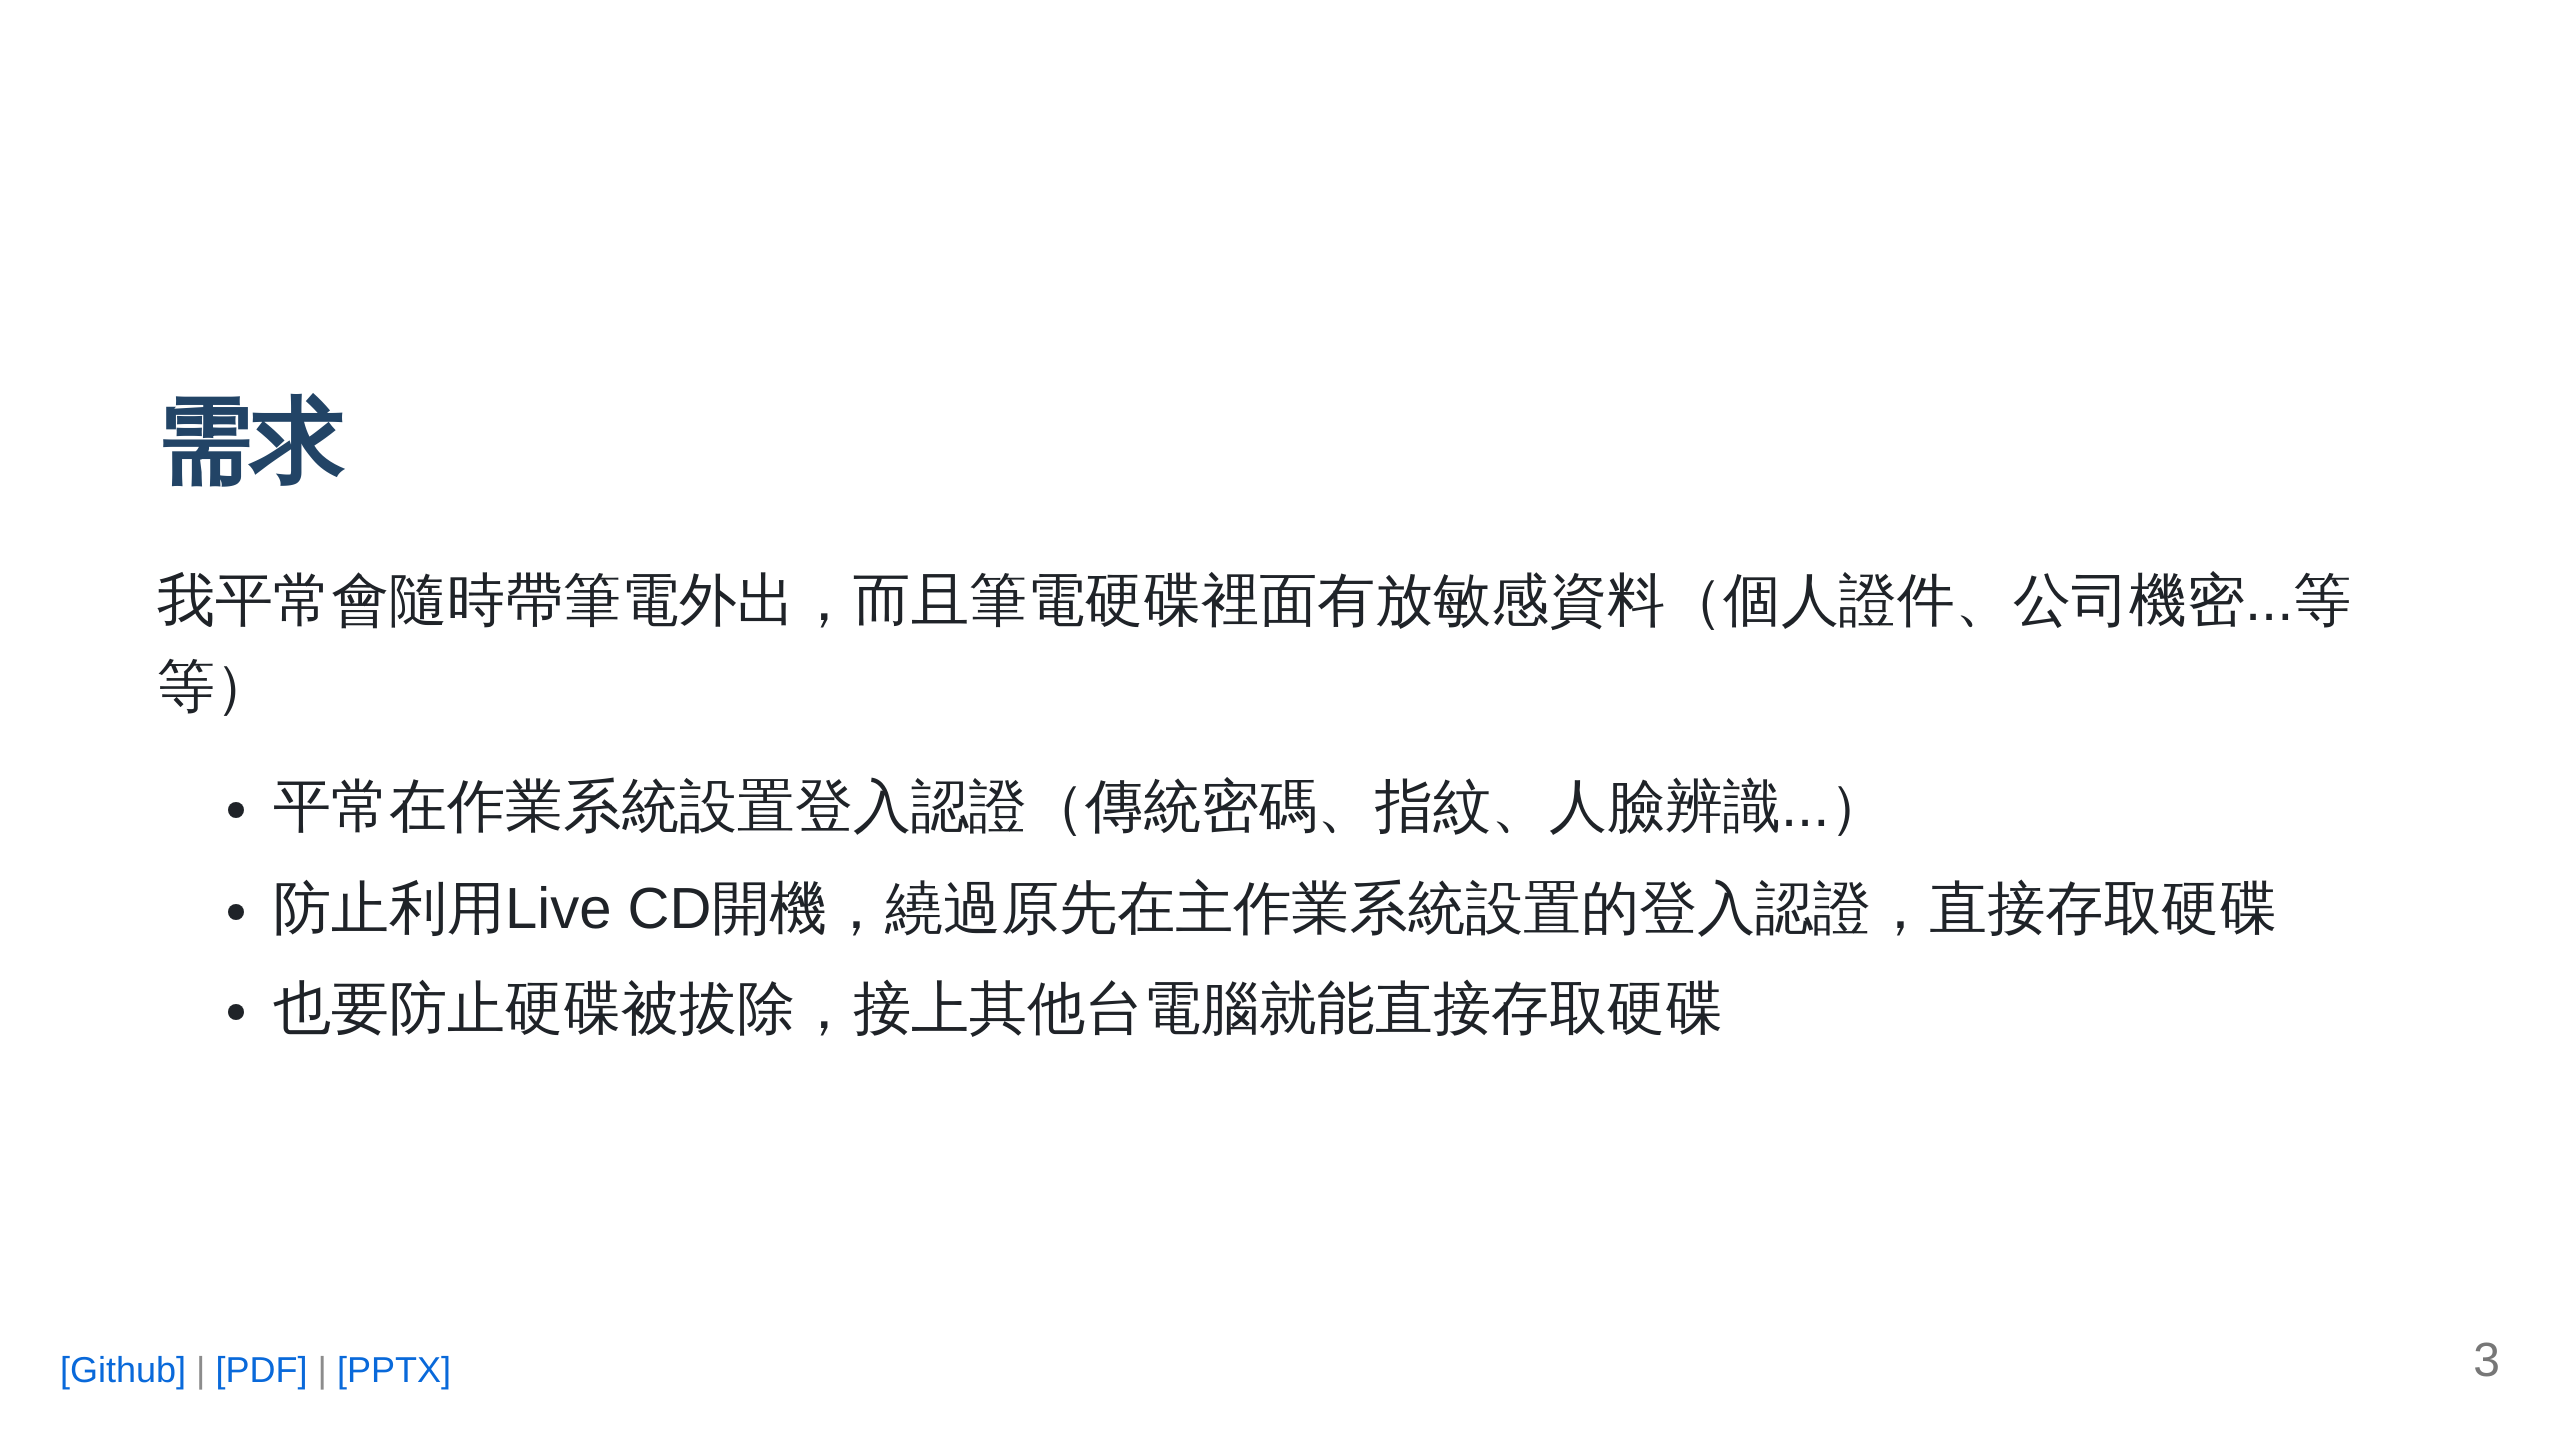 需求
我平常會隨時帶筆電外出，而且筆電硬碟裡面有放敏感資料（個人證件、公司機密...等
等）
• 平常在作業系統設置登入認證（傳統密碼、指紋、人臉辨識...）
• 防止利用Live CD開機，繞過原先在主作業系統設置的登入認證，直接存取硬碟
• 也要防止硬碟被拔除，接上其他台電腦就能直接存取硬碟
[Github] | [PDF] | [PPTX]
3